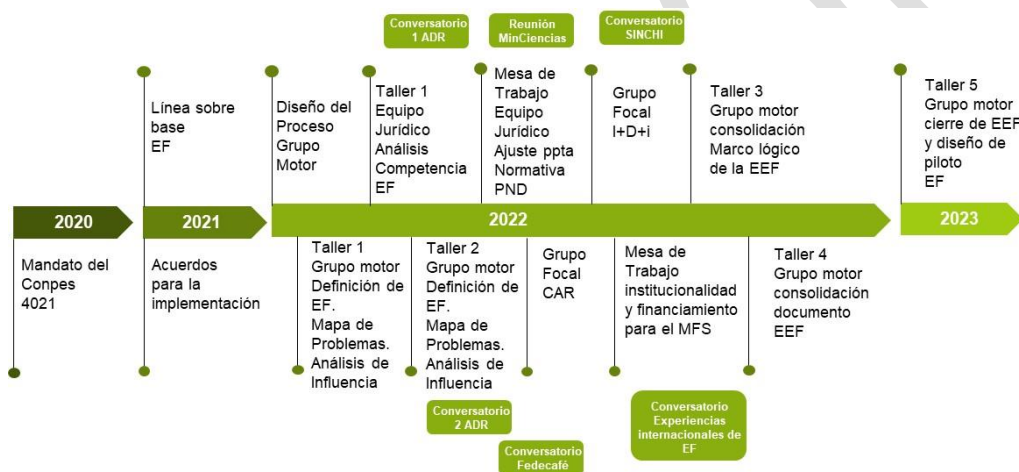 Conversatorio
1 ADR
Reunión
MinCiencias
Conversatorio
SINCHI
Línea sobre
base
EF
Diseño del
Proceso
Grupo
Motor
Taller 1
Equipo
Jurídico
Análisis
Competencia
EF
Mesa de
Trabajo
Equipo
Jurídico
Ajuste ppta
Normativa
PND
Grupo
Focal
I+D+i
Taller 3
Grupo motor
consolidación
Marco lógico
de la EEF
Taller 5
Grupo motor
cierre de EEF
y diseño de
piloto
EF
2020
2021
2022
2023
Mandato del
Conpes
4021
Acuerdos
para la
implementación
Taller 1
Grupo motor
Definición de
EF.
Mapa de
Problemas.
Análisis de
Influencia
Taller 2
Grupo motor
Definición de
EF.
Mapa de
Problemas.
Análisis de
Influencia
Grupo
Focal
CAR
Mesa de
Trabajo
institucionalidad
y financiamiento
para el MFS
Taller 4
Grupo motor
consolidación
documento
EEF
Conversatorio
2 ADR
Conversatorio
Fedecafé
Conversatorio
Experiencias
internacionales de
EF